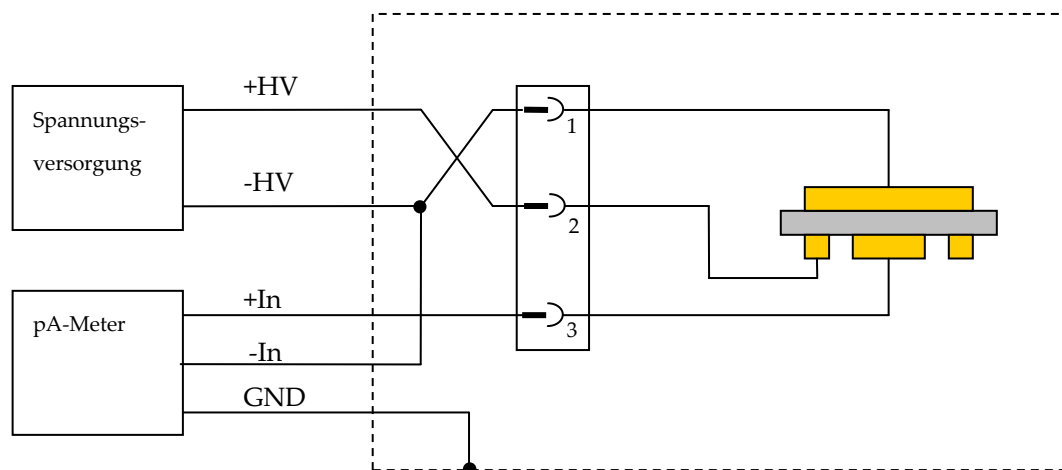 +HV
Spannungs-
versorgung
-HV
1
2
+In
pA-Meter
-In
3
GND